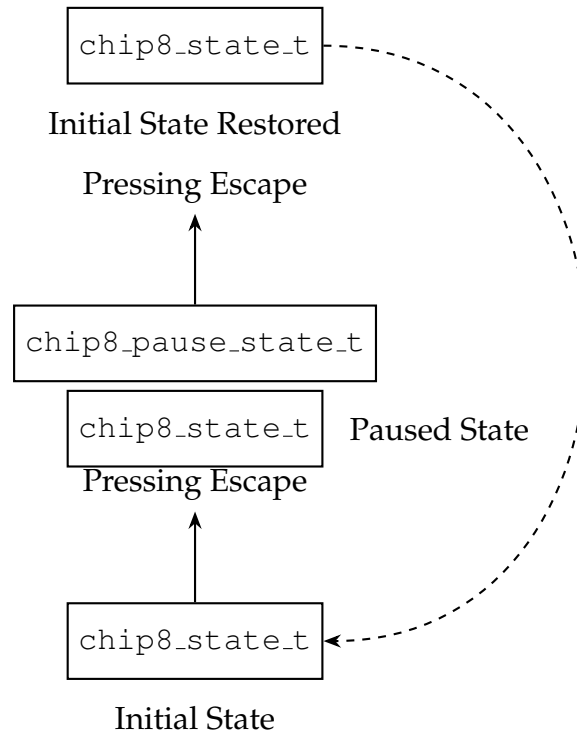 chip8_state_t
Initial State Restored
Pressing Escape
chip8_pause_state_t
chip8_state_t
Paused State
Pressing Escape
chip8_state_t
Initial State